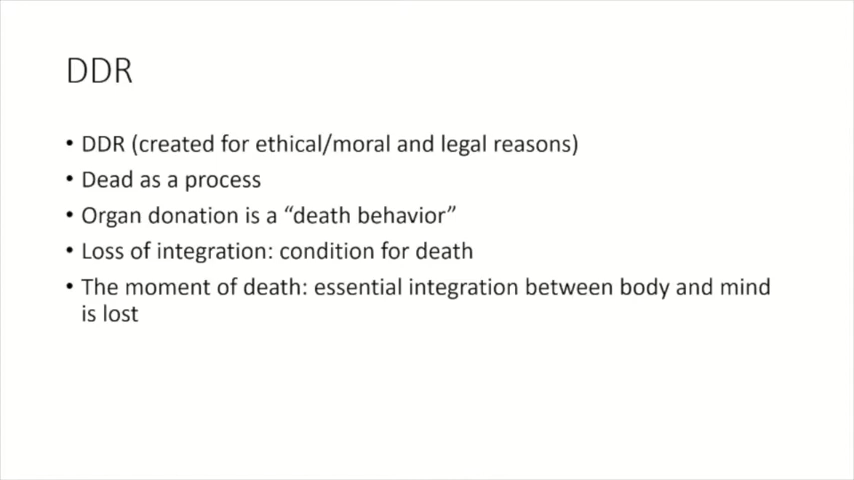 DDR
• DDR (created for ethical/moral and legal reasons)
• Dead as a process
• Organ donation is a “death behavior”
• Loss of integration: condition for death
• The moment of death: essential integration between body and mind
is lost